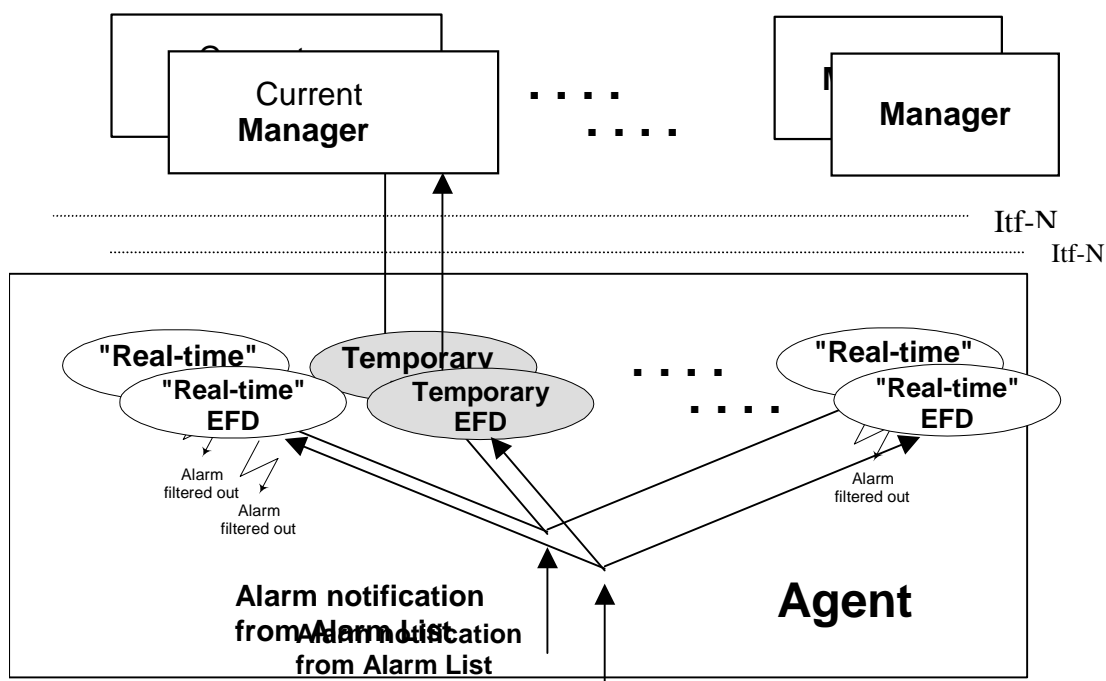 Current
Manager
Manager
Itf-N
Itf-N
"Real-time"
"Real-time"
EFD
Temporary
Temporary
EFD
"Real-time"
"Real-time"
EFD
Alarm
filtered out
Alarm
filtered out
Alarm
filtered out
Alarm notification
from Alarm List
Alarm notification
from Alarm List
Agent